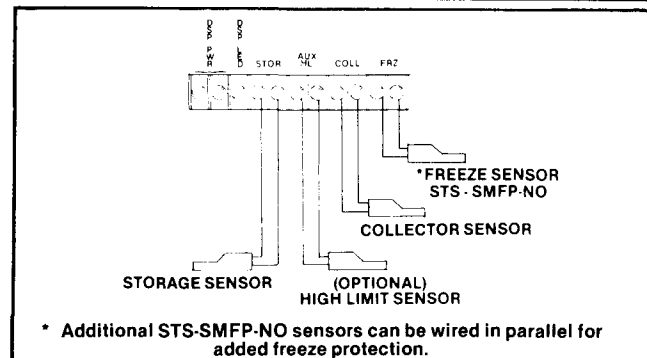 DSP PWR
DSP LED
STOR
AUX HL
COLL
FRZ
*FREEZE SENSOR
STS - SMFP-NO
COLLECTOR SENSOR
STORAGE SENSOR
(OPTIONAL)
HIGH LIMIT SENSOR
* Additional STS-SMFP-NO sensors can be wired in parallel for
added freeze protection.